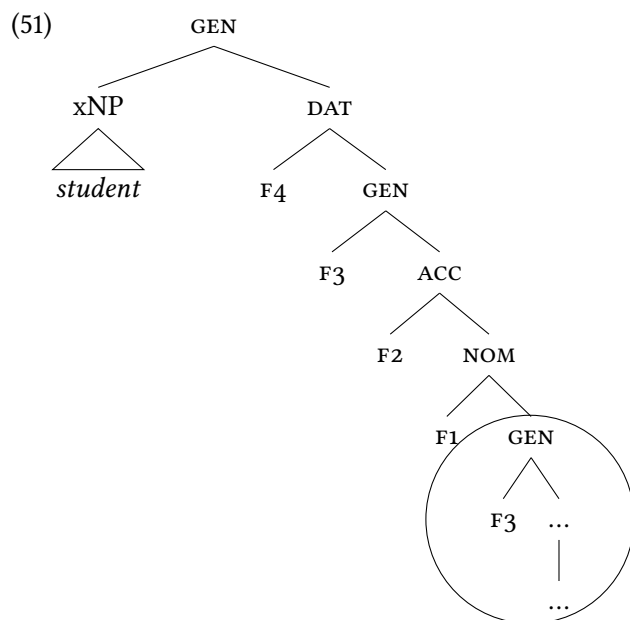 (51) GEN
xNP DAT
student F4 GEN
F3 ACC
F2 NOM
F1 GEN
F3 ...
...